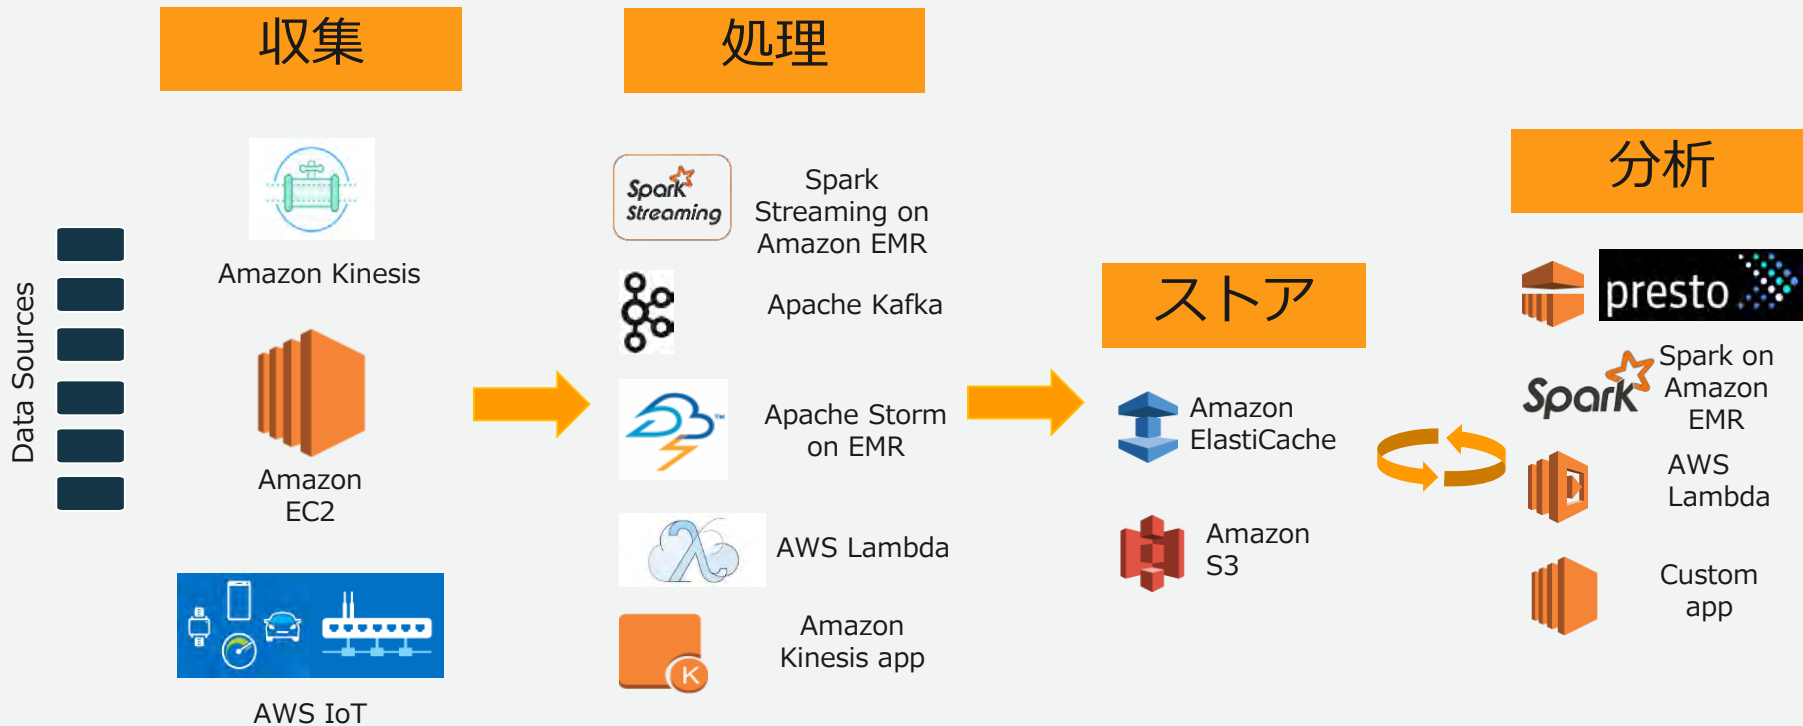 収集
処理
ストア
分析
Data Sources
Amazon Kinesis
Amazon
EC2
AWS IoT
Spark
Streaming
Spark
Streaming on
Amazon EMR
Apache Kafka
Apache Storm
on EMR
AWS Lambda
K
Amazon
Kinesis app
Amazon
ElastiCache
Amazon
S3
presto
Spark
Spark on
Amazon
EMR
AWS
Lambda
Custom
app